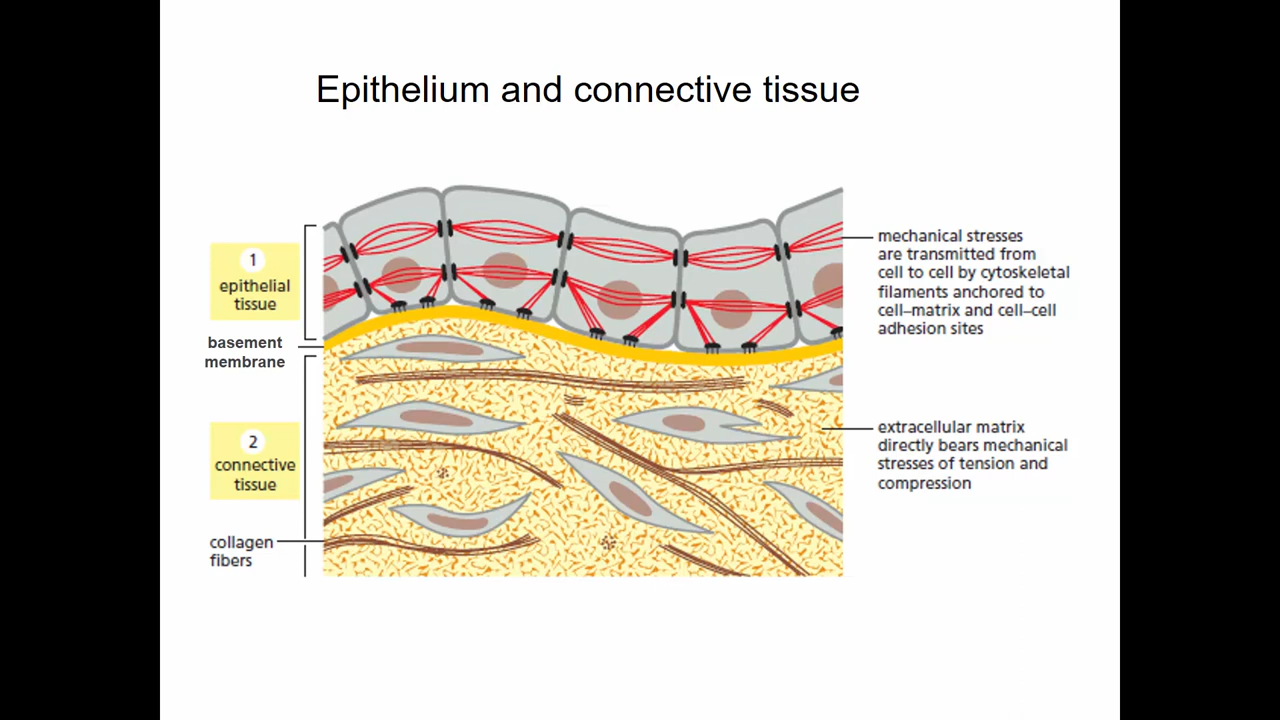 Epithelium and connective tissue
1
epithelial
tissue
basement
membrane
2
connective
tissue
collagen
fibers
mechanical stresses
are transmitted from
cell to cell by cytoskeletal
filaments anchored to
cell–matrix and cell–cell
adhesion sites
extracellular matrix
directly bears mechanical
stresses of tension and
compression